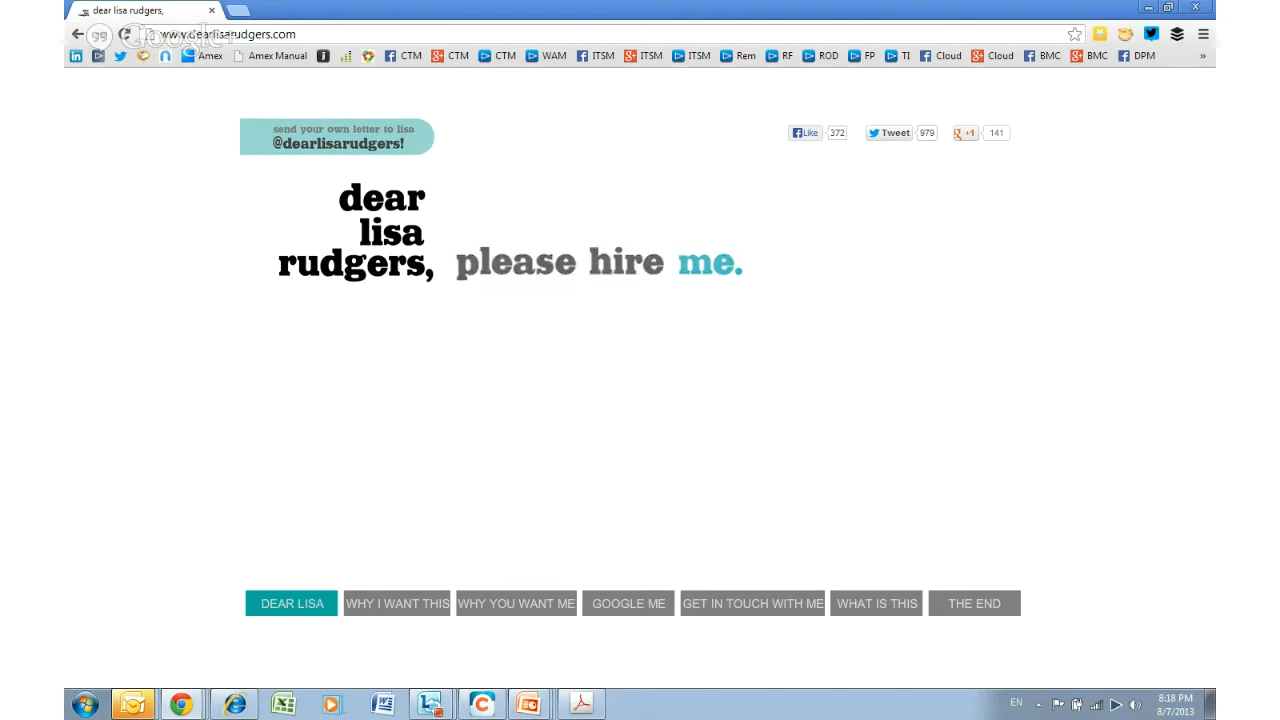 dear lisa rudgers,
www.dearlisarudgers.com
Google+
Amex
Amex Manual
CTM
CTM
CTM
WAM
ITSM
ITSM
ITSM
Rem
RF
ROD
FP
TI
Cloud
Cloud
BMC
BMC
DPM
»
send your own letter to lisa
@dearlisarudgers!
Like 372
Tweet 979
+1 141
dear
lisa
rudgers, please hire me.
DEAR LISA
WHY I WANT THIS
WHY YOU WANT ME
GOOGLE ME
GET IN TOUCH WITH ME
WHAT IS THIS
THE END
EN
8:18 PM
8/7/2013